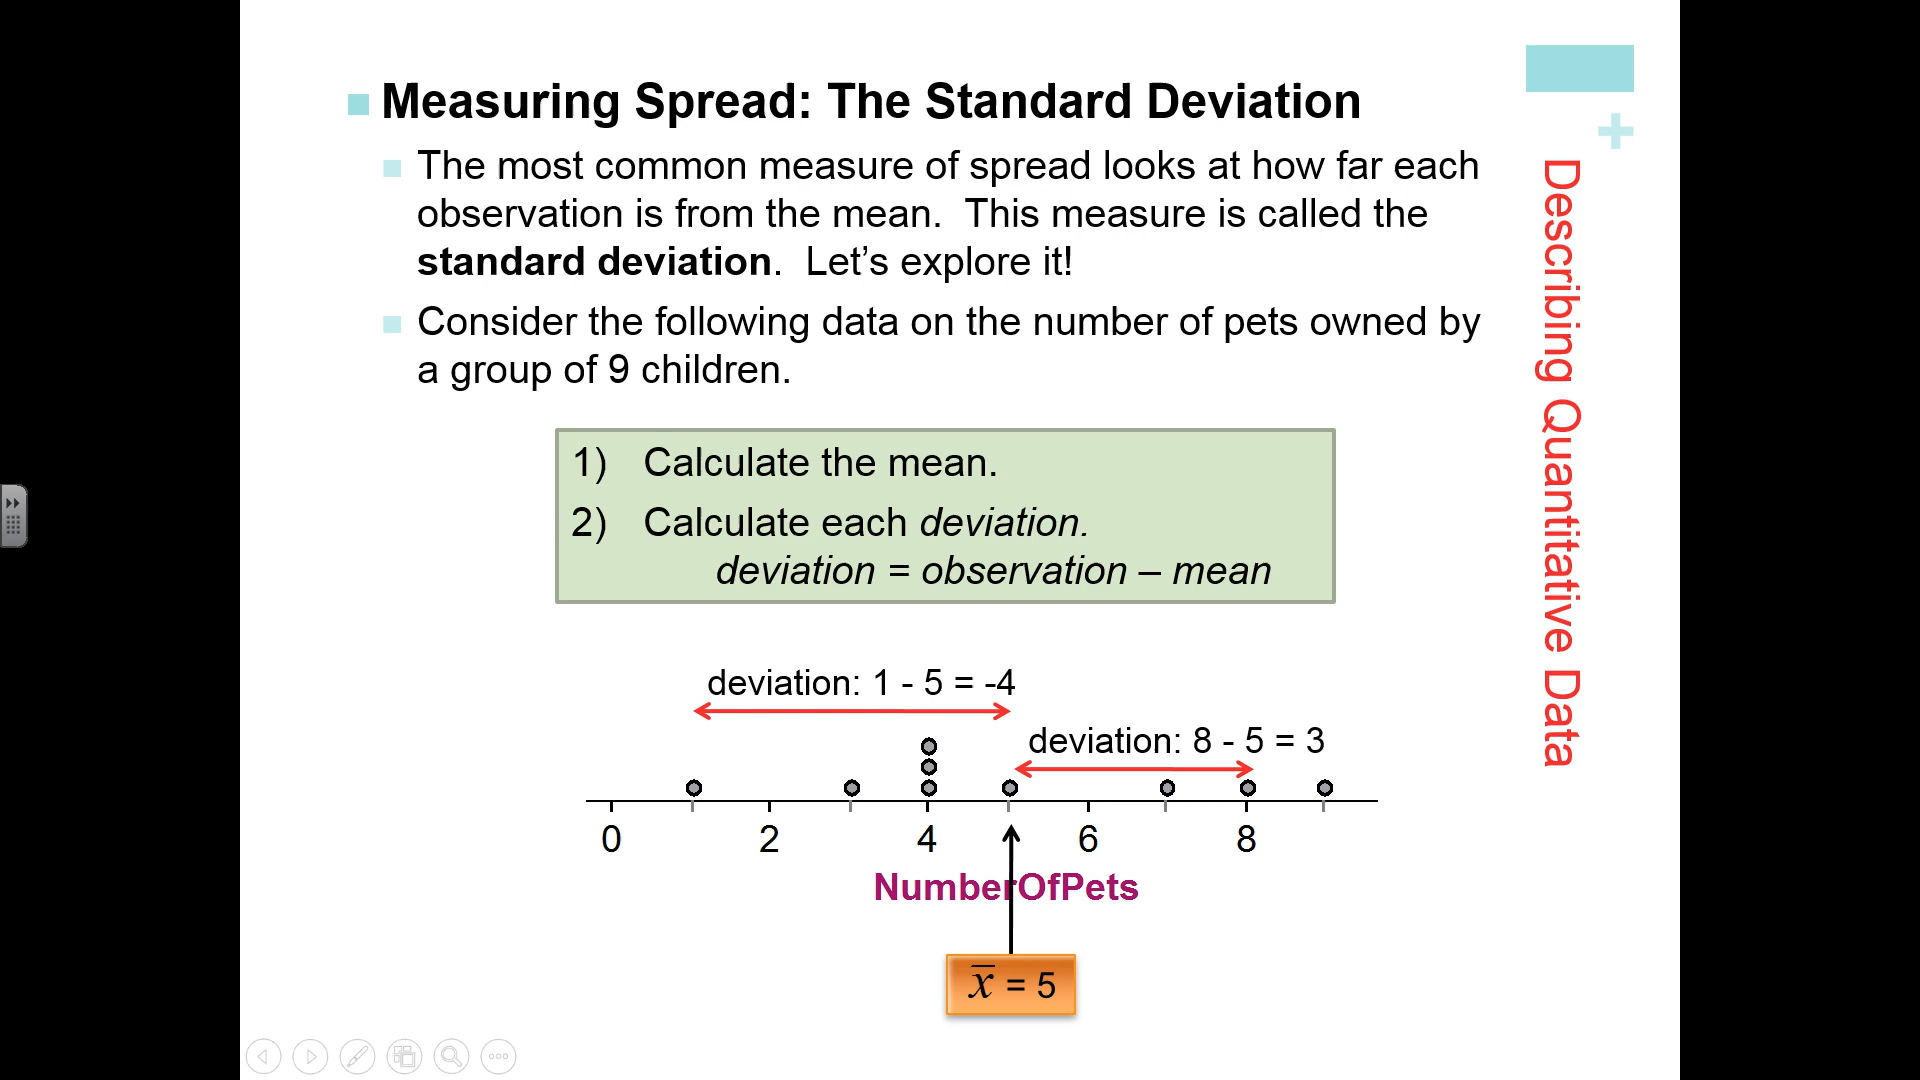 Measuring Spread: The Standard Deviation
The most common measure of spread looks at how far each
observation is from the mean.  This measure is called the
standard deviation.  Let’s explore it!
Consider the following data on the number of pets owned by
a group of 9 children.
1) Calculate the mean.
2) Calculate each deviation.
deviation = observation – mean
deviation: 1 - 5 = -4
deviation: 8 - 5 = 3
0 2 4 6 8
NumberOfPets
x̅ = 5
+
Describing Quantitative Data